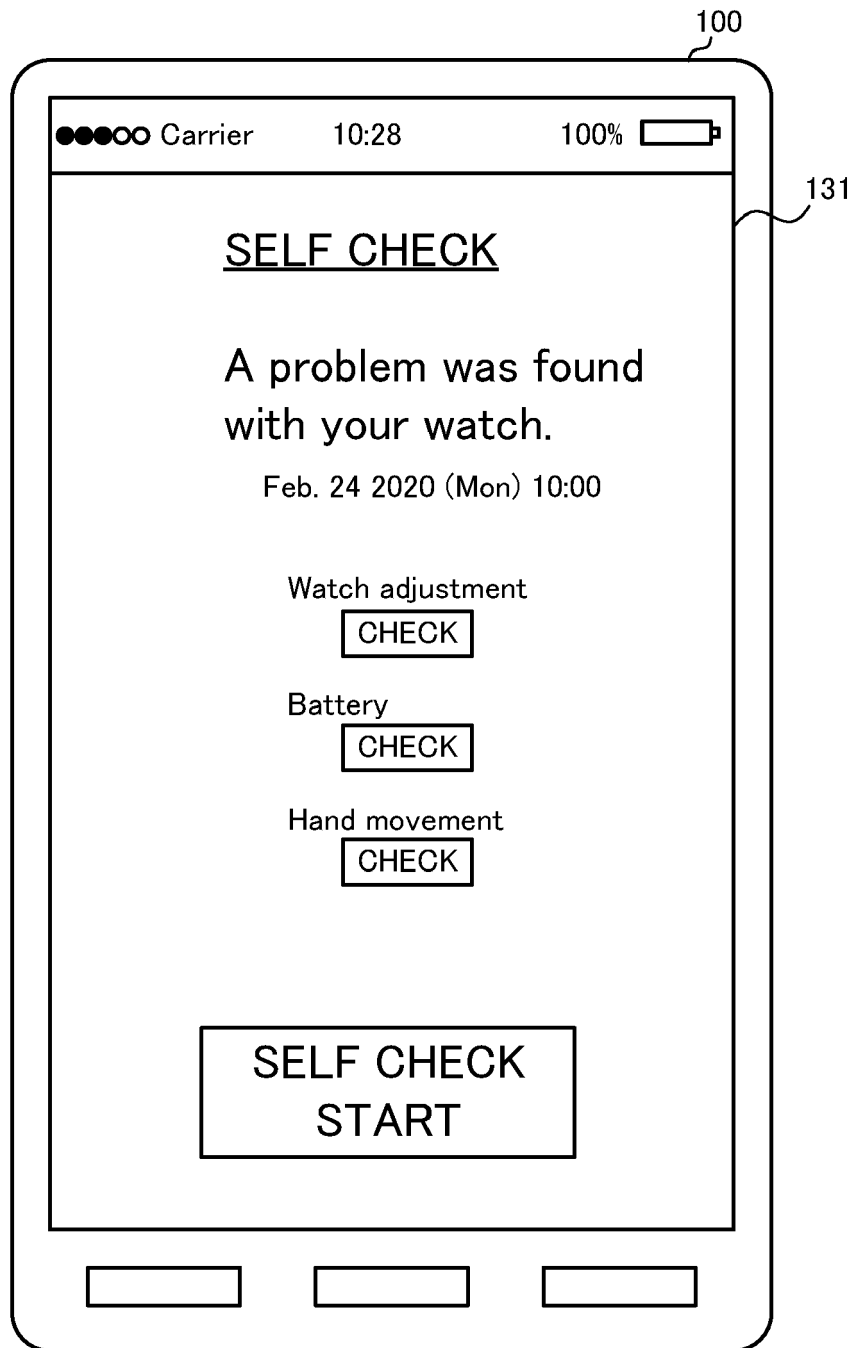 100
Carrier 10:28 100%
131
SELF CHECK
A problem was found
with your watch.
Feb. 24 2020 (Mon) 10:00
Watch adjustment
CHECK
Battery
CHECK
Hand movement
CHECK
SELF CHECK
START